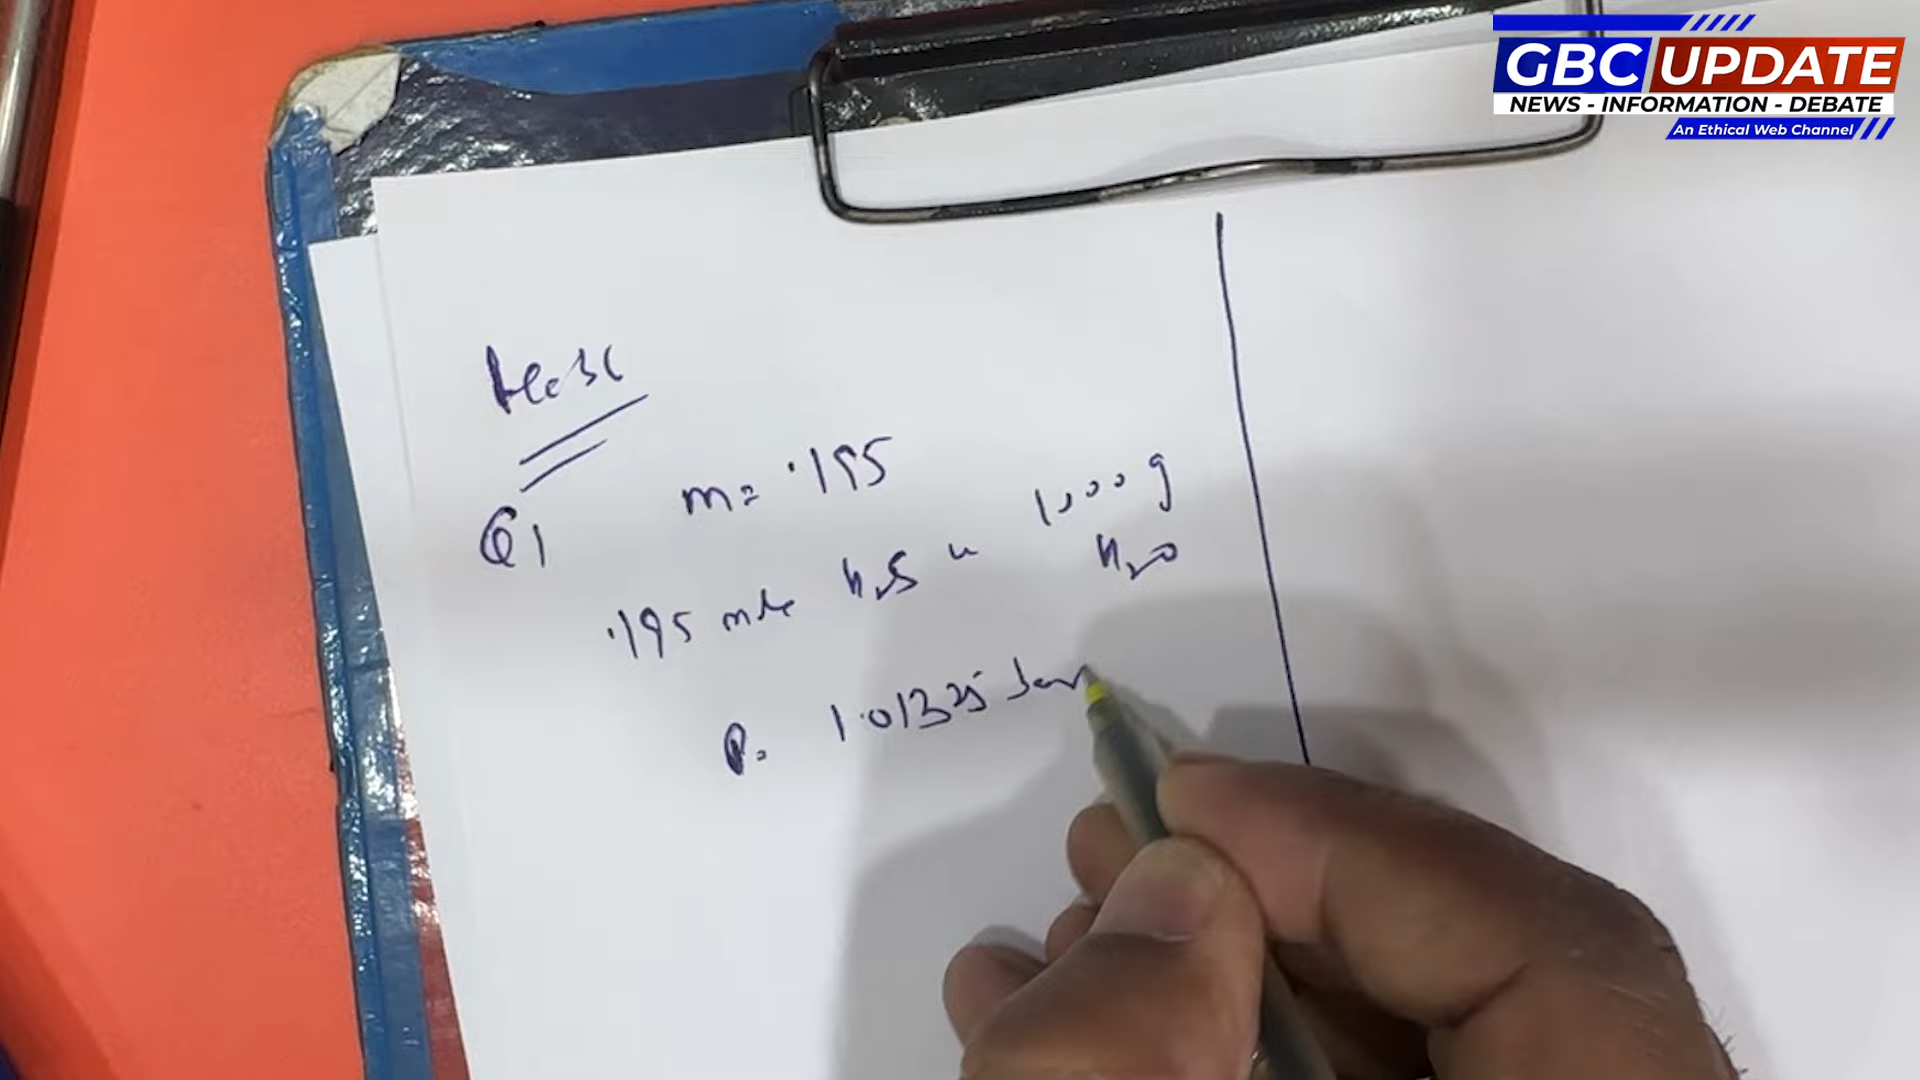 GBC UPDATE
NEWS - INFORMATION - DEBATE
An Ethical Web Channel
m= .195
Q1
.195 mole H2S in 1000 g
H2O
P= 1.01325 bar